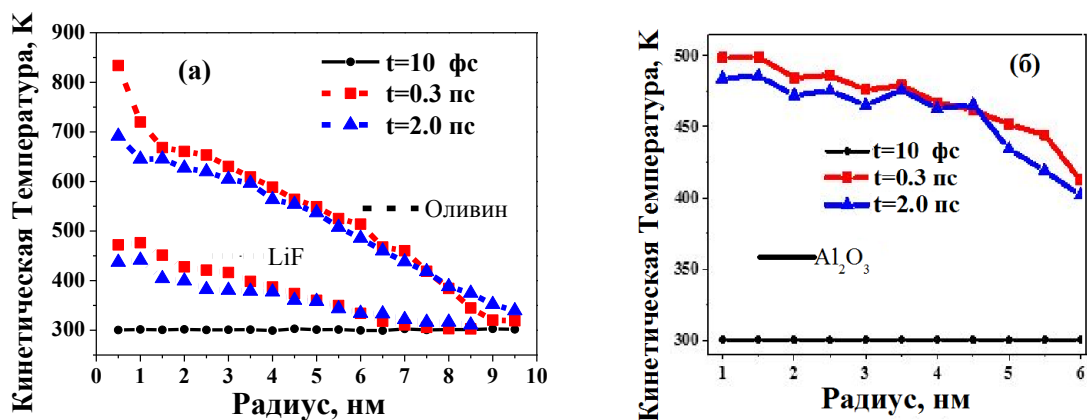 Кинетическая Температура, К
900
800
700
600
500
400
300
(а)
t=10 фс
t=0.3 пс
t=2.0 пс
Оливин
LiF
0 1 2 3 4 5 6 7 8 9 10
Радиус, нм
Кинетическая Температура, К
500
450
400
350
300
(б)
t=10 фс
t=0.3 пс
t=2.0 пс
Al₂O₃
1 2 3 4 5 6
Радиус, нм